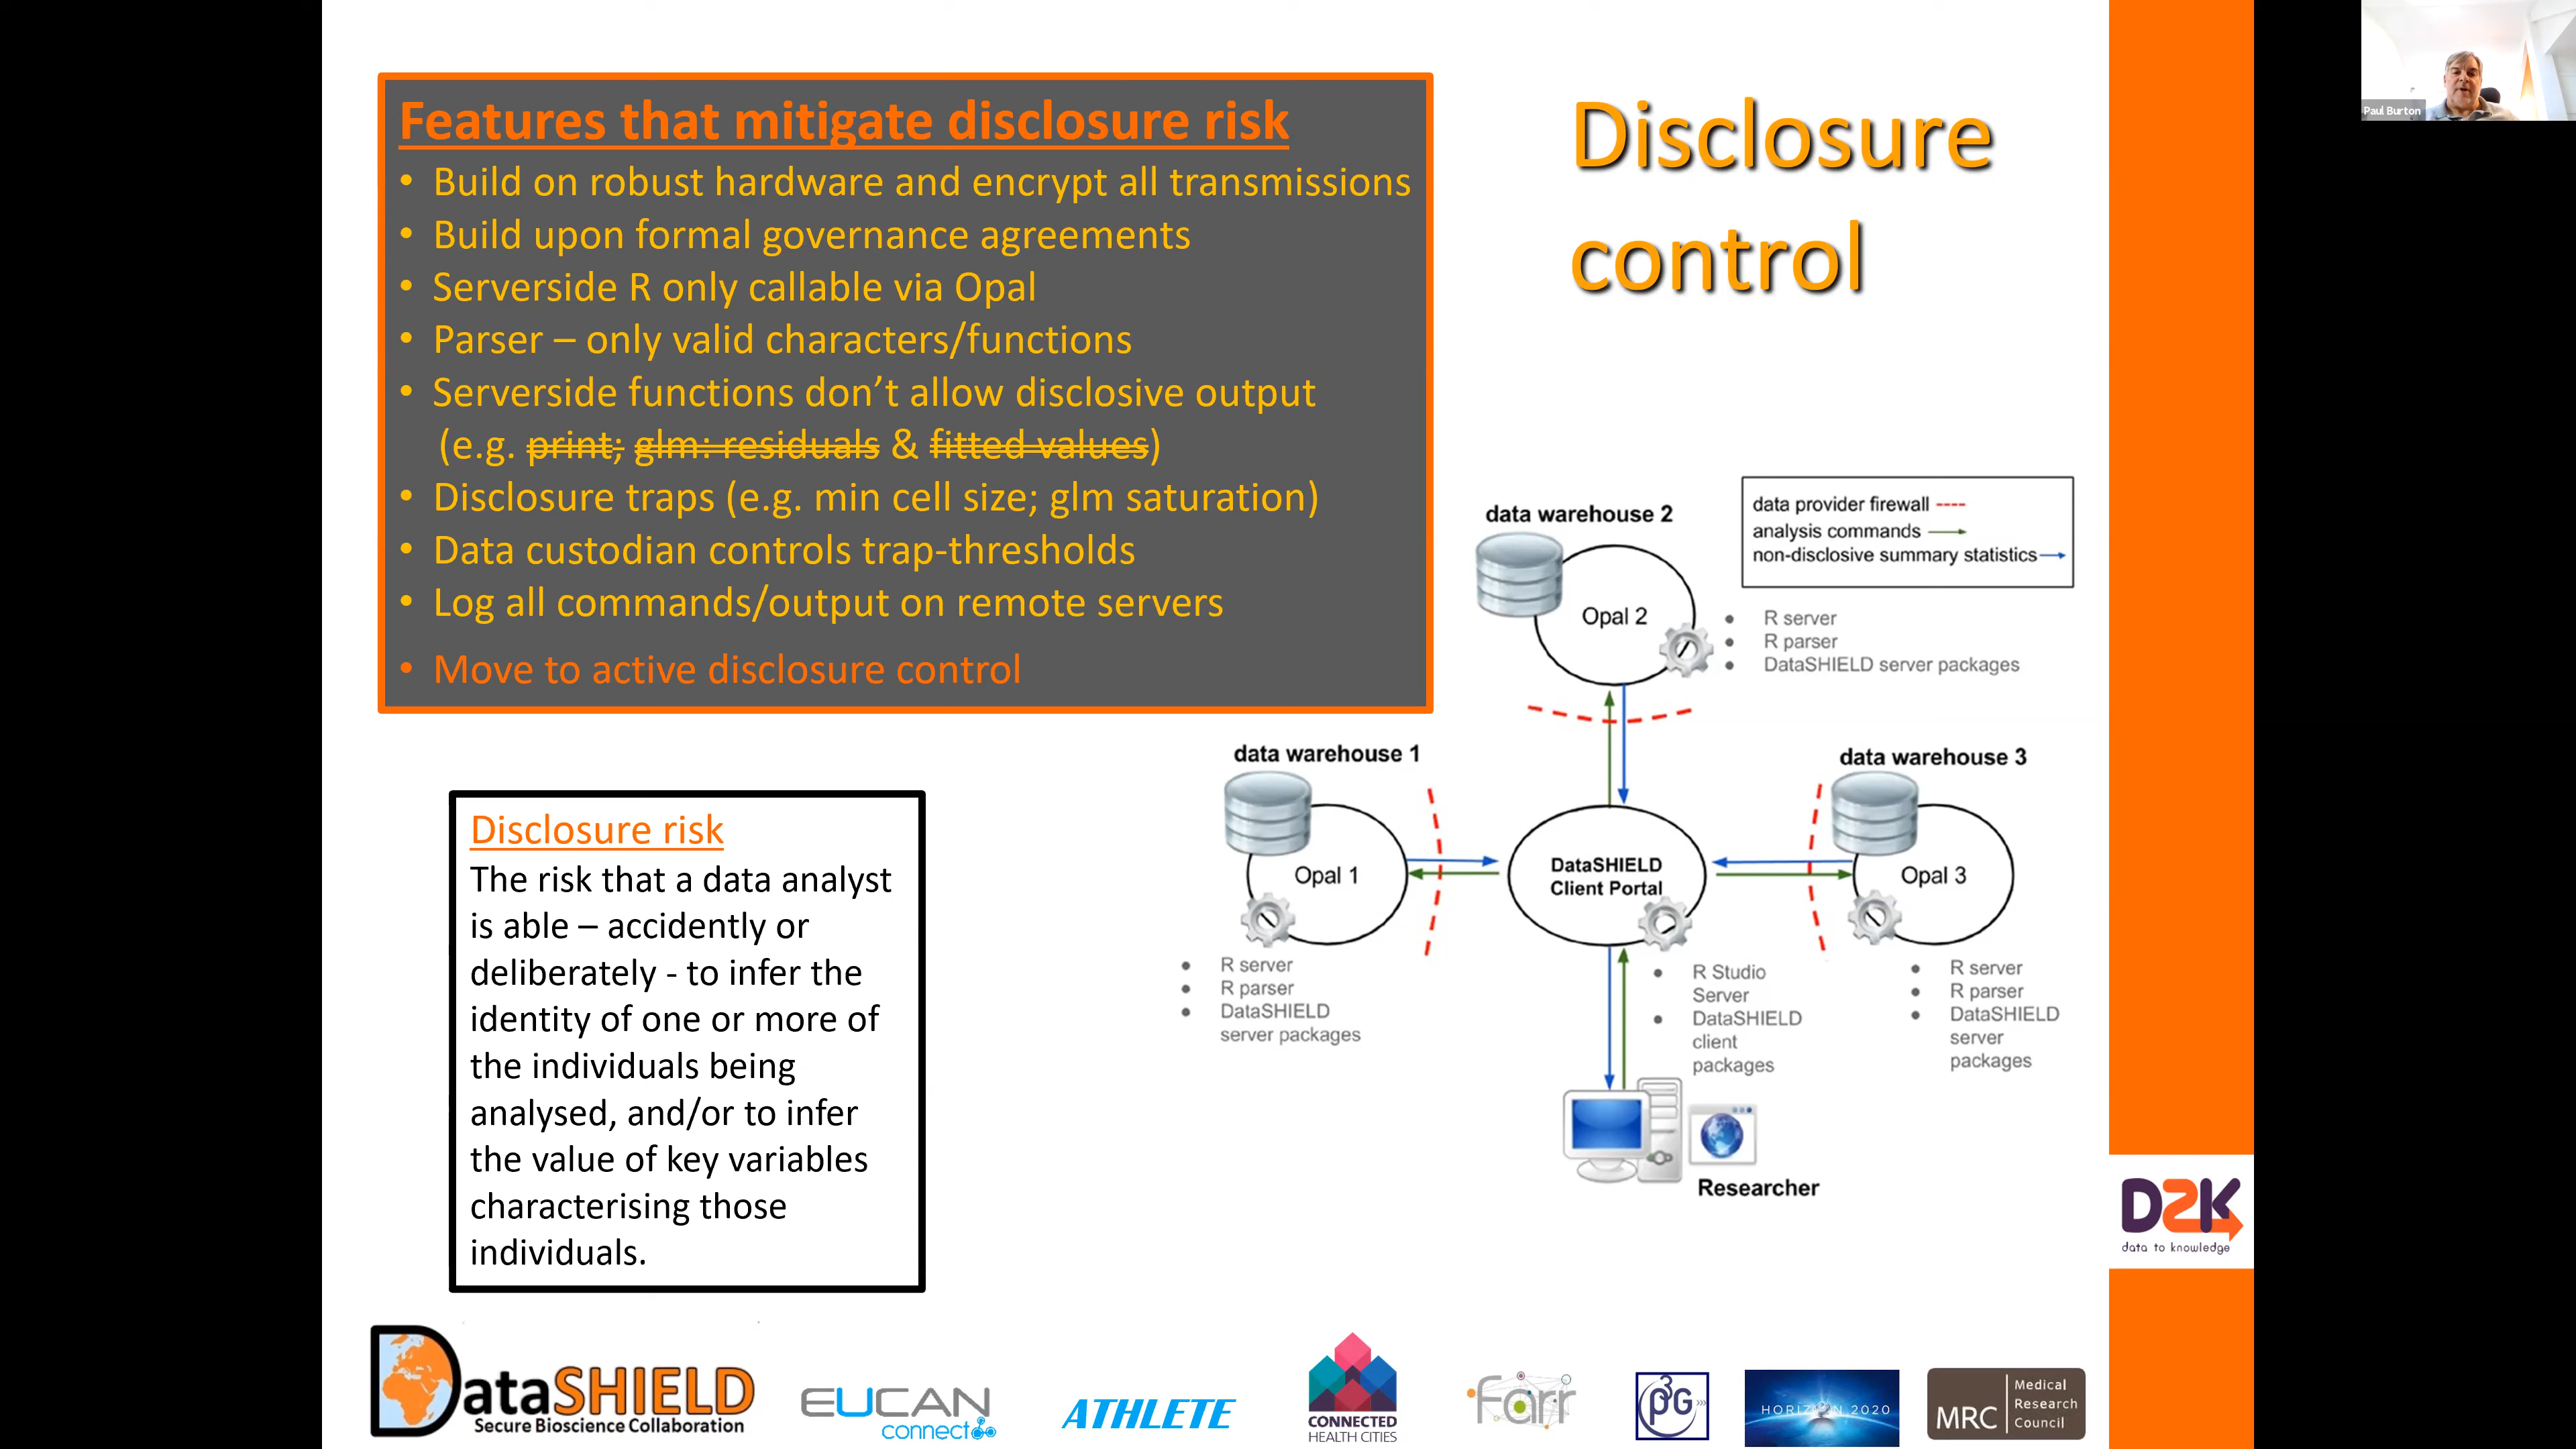 Features that mitigate disclosure risk
• Build on robust hardware and encrypt all transmissions
• Build upon formal governance agreements
• Serverside R only callable via Opal
• Parser – only valid characters/functions
• Serverside functions don’t allow disclosive output
(e.g. print; glm: residuals & fitted values)
• Disclosure traps (e.g. min cell size; glm saturation)
• Data custodian controls trap-thresholds
• Log all commands/output on remote servers
• Move to active disclosure control
Disclosure
control
Paul Burton
Disclosure risk
The risk that a data analyst
is able – accidently or
deliberately - to infer the
identity of one or more of
the individuals being
analysed, and/or to infer
the value of key variables
characterising those
individuals.
data provider firewall
analysis commands
non-disclosive summary statistics
data warehouse 2
Opal 2
• R server
• R parser
• DataSHIELD server packages
data warehouse 1
Opal 1
• R server
• R parser
• DataSHIELD
server packages
DataSHIELD
Client Portal
• R Studio
Server
• DataSHIELD
client
packages
data warehouse 3
Opal 3
• R server
• R parser
• DataSHIELD
server
packages
Researcher
D2K
data to knowledge
DataSHIELD
Secure Bioscience Collaboration
EUCAN
connect
ATHLETE
CONNECTED
HEALTH CITIES
Farr
P3G
HORIZON 2020
MRC
Medical
Research
Council